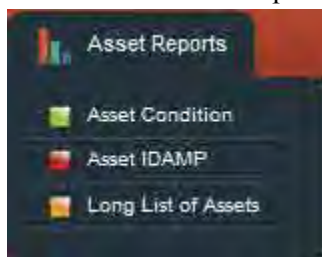 Asset Reports
Asset Condition
Asset IDAMP
Long List of Assets